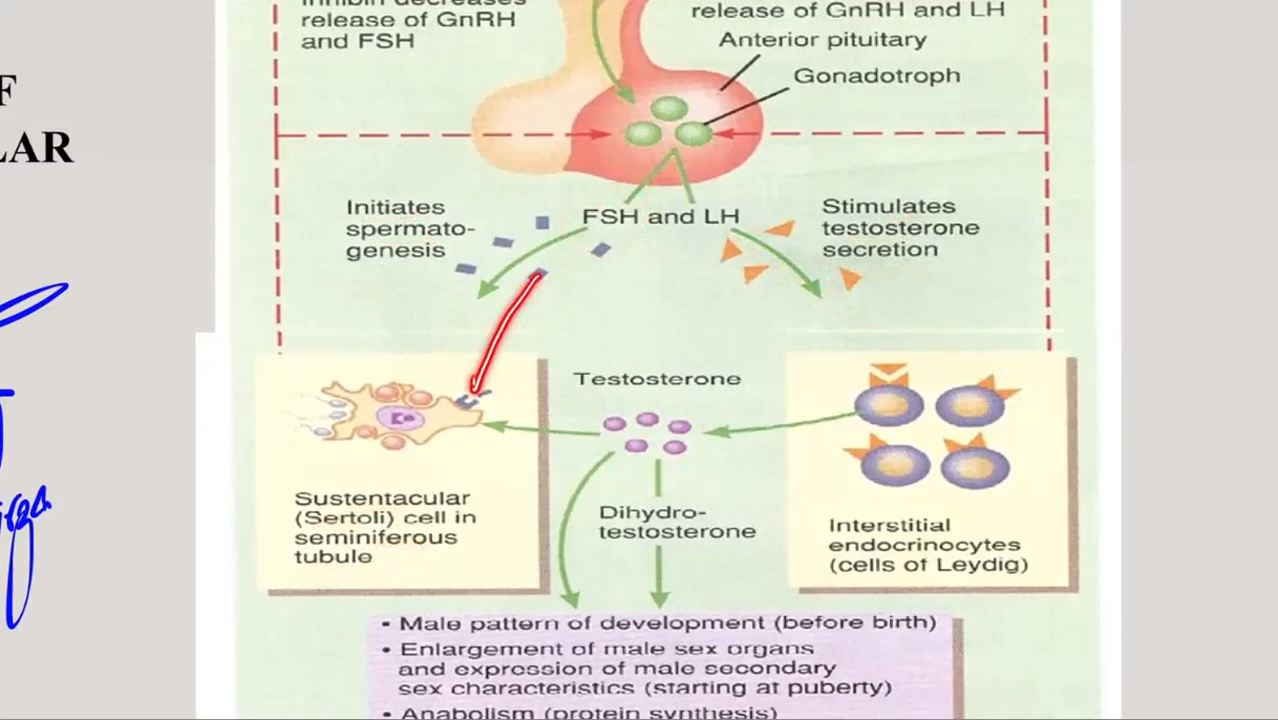 Inhibin decreases
release of GnRH
and FSH
release of GnRH and LH
Anterior pituitary
Gonadotroph
F
LAR
Initiates
spermato-
genesis
FSH and LH
Stimulates
testosterone
secretion
Testosterone
Sustentacular
(Sertoli) cell in
seminiferous
tubule
Dihydro-
testosterone
Interstitial
endocrinocytes
(cells of Leydig)
• Male pattern of development (before birth)
• Enlargement of male sex organs
and expression of male secondary
sex characteristics (starting at puberty)
• Anabolism (protein synthesis)